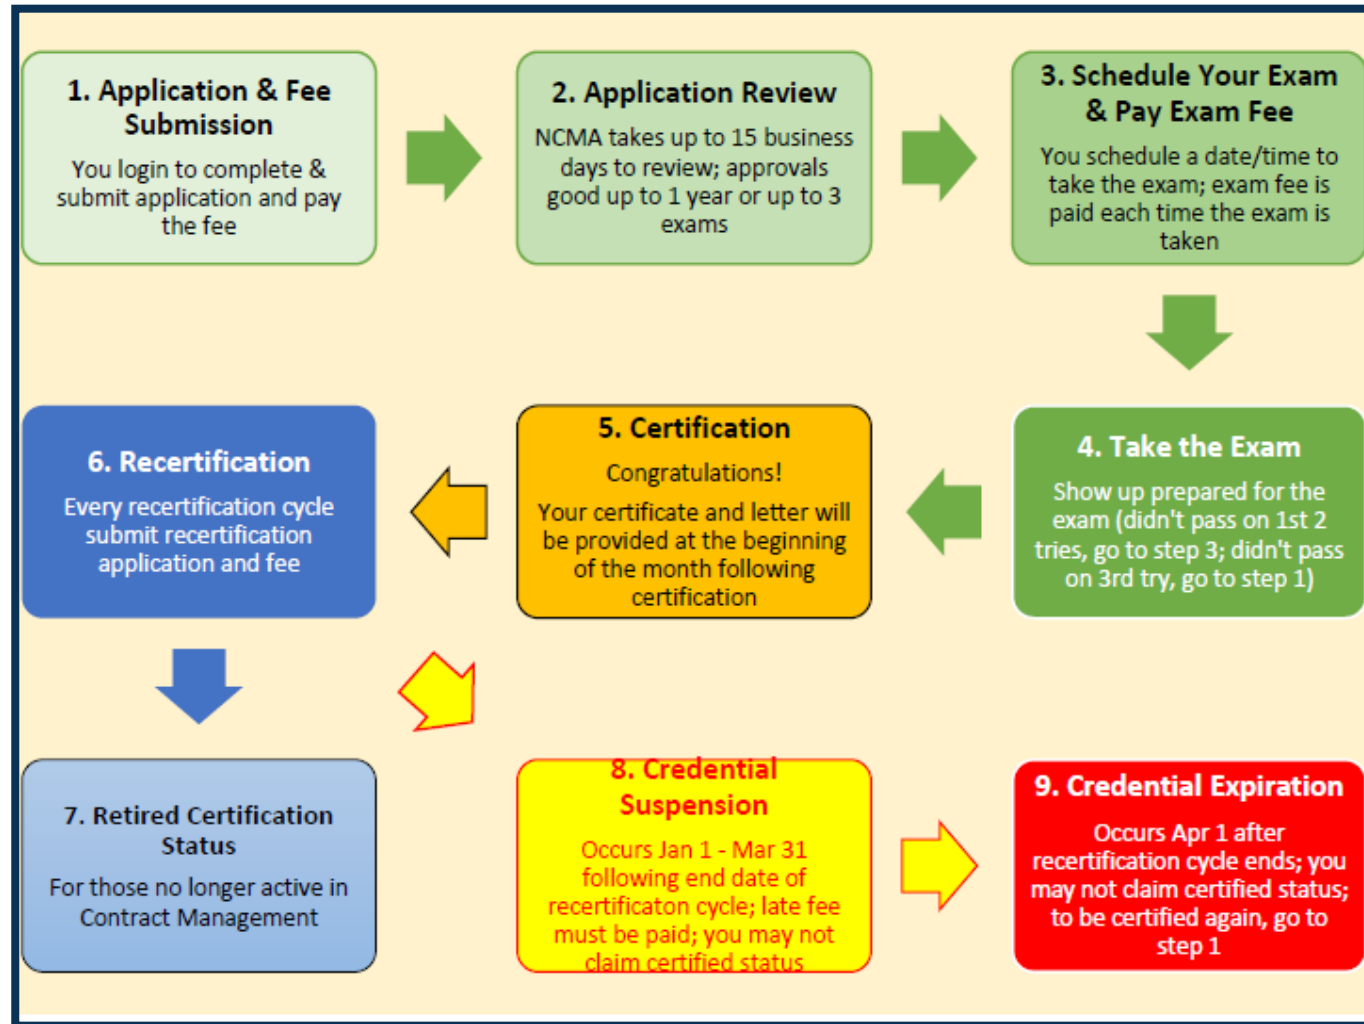 1. Application & Fee
Submission
You login to complete &
submit application and pay
the fee
2. Application Review
NCMA takes up to 15 business
days to review; approvals
good up to 1 year or up to 3
exams
3. Schedule Your Exam
& Pay Exam Fee
You schedule a date/time to
take the exam; exam fee is
paid each time the exam is
taken
4. Take the Exam
Show up prepared for the
exam (didn't pass on 1st 2
tries, go to step 3; didn't pass
on 3rd try, go to step 1)
5. Certification
Congratulations!
Your certificate and letter will
be provided at the beginning
of the month following
certification
6. Recertification
Every recertification cycle
submit recertification
application and fee
7. Retired Certification
Status
For those no longer active in
Contract Management
8. Credential
Suspension
Occurs Jan 1 - Mar 31
following end date of
recertificaton cycle; late fee
must be paid; you may not
claim certified status
9. Credential Expiration
Occurs Apr 1 after
recertification cycle ends; you
may not claim certified status;
to be certified again, go to
step 1